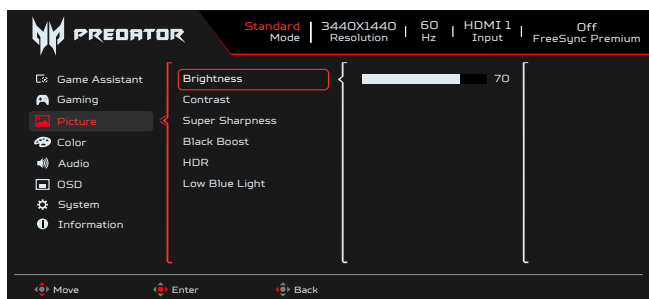 PREDATOR
Standard 3440X1440 60 HDMI 1 Off
Mode Resolution Hz Input FreeSync Premium
Game Assistant
Gaming
Picture
Color
Audio
OSD
System
Information
Brightness
Contrast
Super Sharpness
Black Boost
HDR
Low Blue Light
70
Move Enter Back